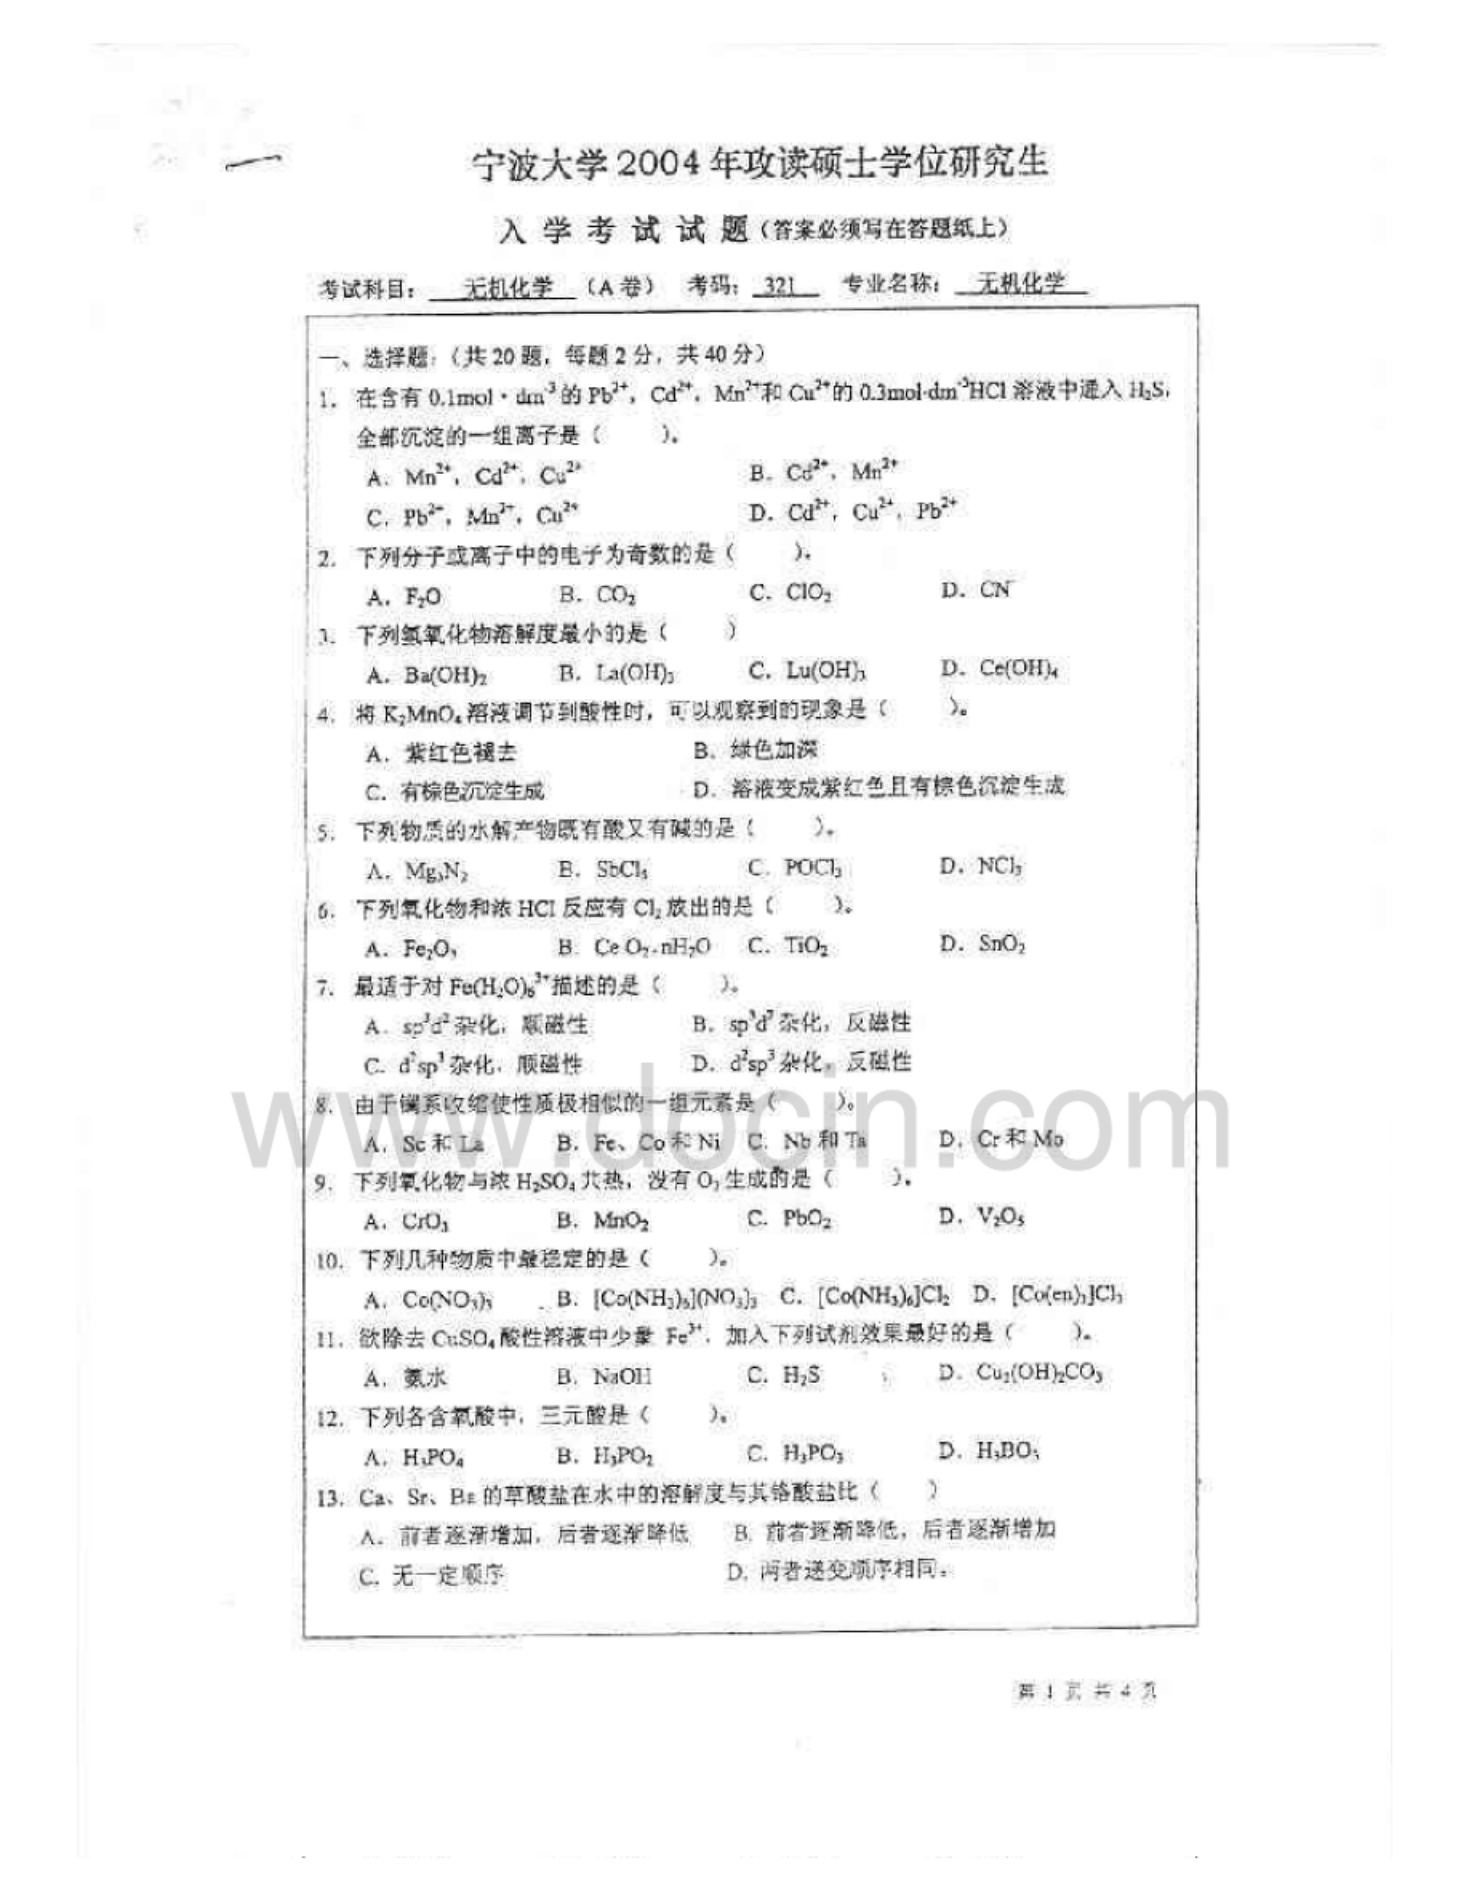 宁波大学2004年攻读硕士学位研究生
入学考试试题（答案必须写在答题纸上）
考试科目： 无机化学 （A卷） 考码： 321 专业名称： 无机化学
一、选择题：（共20题，每题2分，共40分）
1. 在含有0.1mol·dm⁻³的Pb²⁺，Cd²⁺，Mn²⁺和Cu²⁺的0.3mol·dm⁻³HCl溶液中通入H₂S，
全部沉淀的一组离子是（ ）。
A. Mn²⁺，Cd²⁺，Cu²⁺ B. Cd²⁺，Mn²⁺
C. Pb²⁺，Mn²⁺，Cu²⁺ D. Cd²⁺，Cu²⁺，Pb²⁺
2. 下列分子或离子中的电子为奇数的是（ ）。
A. F₂O B. CO₂ C. ClO₂ D. CN⁻
3. 下列氢氧化物溶解度最小的是（ ）
A. Ba(OH)₂ B. La(OH)₃ C. Lu(OH)₃ D. Ce(OH)₄
4. 将K₂MnO₄溶液调节到酸性时，可以观察到的现象是（ ）。
A. 紫红色褪去 B. 绿色加深
C. 有棕色沉淀生成 D. 溶液变成紫红色且有棕色沉淀生成
5. 下列物质的水解产物既有酸又有碱的是（ ）。
A. Mg₃N₂ B. SbCl₅ C. POCl₃ D. NCl₃
6. 下列氧化物和浓HCl反应有Cl₂放出的是（ ）。
A. Fe₂O₃ B. CeO₂·nH₂O C. TiO₂ D. SnO₂
7. 最适于对Fe(H₂O)₆³⁺描述的是（ ）。
A. sp³d²杂化，顺磁性 B. sp³d²杂化，反磁性
C. d²sp³杂化，顺磁性 D. d²sp³杂化，反磁性
8. 由于镧系收缩使性质极相似的一组元素是（ ）。
A. Sc和La B. Fe、Co和Ni C. Nb和Ta D. Cr和Mo
9. 下列氧化物与浓H₂SO₄共热，没有O₂生成的是（ ）。
A. CrO₃ B. MnO₂ C. PbO₂ D. V₂O₅
10. 下列几种物质中最稳定的是（ ）。
A. Co(NO₃)₃ B. [Co(NH₃)₆](NO₃)₃ C. [Co(NH₃)₆]Cl₂ D. [Co(en)₃]Cl₃
11. 欲除去CuSO₄酸性溶液中少量 Fe³⁺，加入下列试剂效果最好的是（ ）。
A. 氨水 B. NaOH C. H₂S D. Cu₂(OH)₂CO₃
12. 下列各含氧酸中，三元酸是（ ）。
A. H₃PO₄ B. H₃PO₂ C. H₃PO₃ D. H₃BO₃
13. Ca、Sr、Ba的草酸盐在水中的溶解度与其铬酸盐比（ ）
A. 前者逐渐增加，后者逐渐降低 B. 前者逐渐降低，后者逐渐增加
C. 无一定顺序 D. 两者递变顺序相同。
第 1 页 共 4 页
www.docin.com